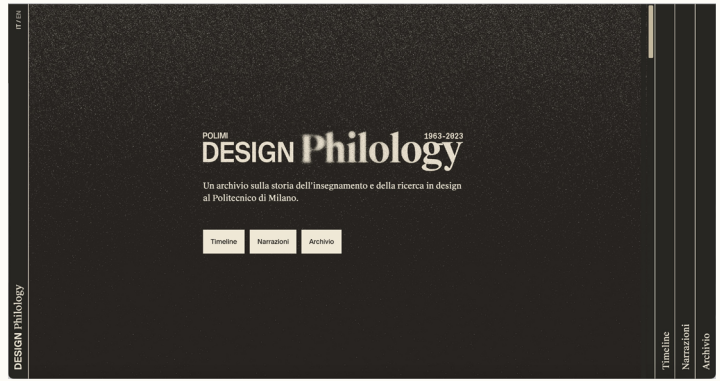 IT / EN
DESIGN Philology
POLIMI
1963-2023
DESIGN Philology
Un archivio sulla storia dell'insegnamento e della ricerca in design
al Politecnico di Milano.
Timeline
Narrazioni
Archivio
Timeline
Narrazioni
Archivio